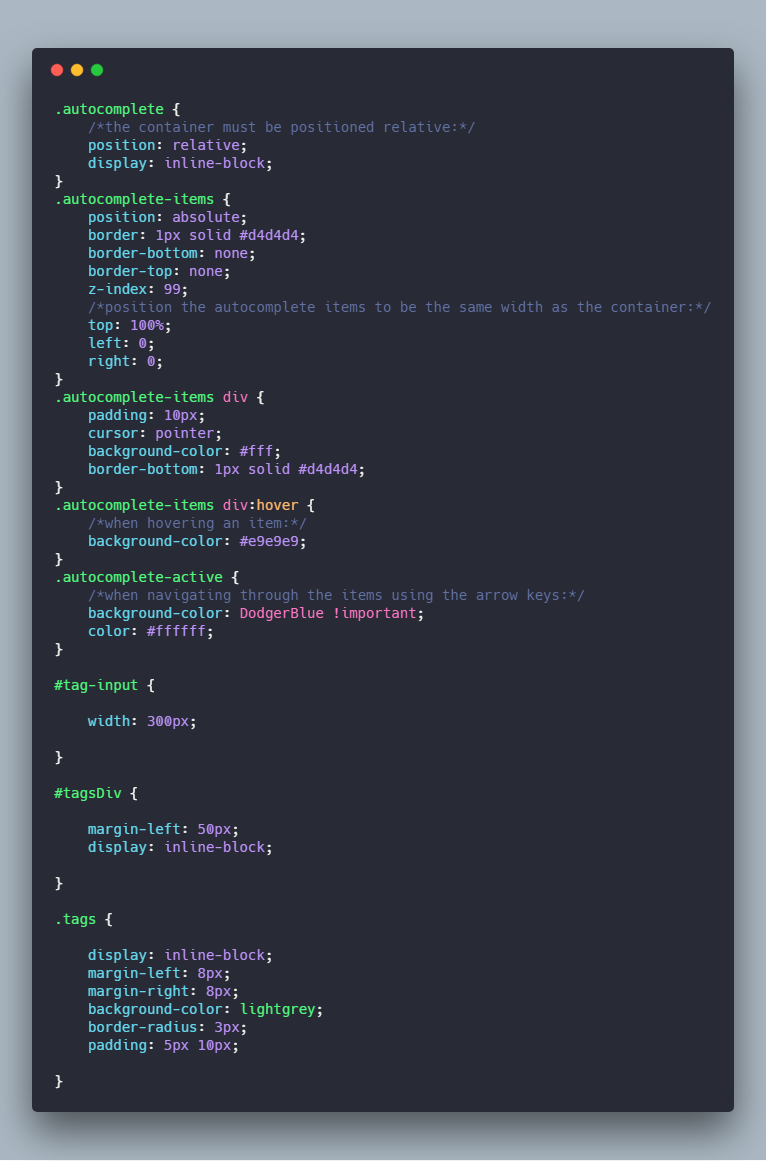 .autocomplete {
    /*the container must be positioned relative:*/
    position: relative;
    display: inline-block;
}
.autocomplete-items {
    position: absolute;
    border: 1px solid #d4d4d4;
    border-bottom: none;
    border-top: none;
    z-index: 99;
    /*position the autocomplete items to be the same width as the container:*/
    top: 100%;
    left: 0;
    right: 0;
}
.autocomplete-items div {
    padding: 10px;
    cursor: pointer;
    background-color: #fff;
    border-bottom: 1px solid #d4d4d4;
}
.autocomplete-items div:hover {
    /*when hovering an item:*/
    background-color: #e9e9e9;
}
.autocomplete-active {
    /*when navigating through the items using the arrow keys:*/
    background-color: DodgerBlue !important;
    color: #ffffff;
}

#tag-input {

    width: 300px;

}

#tagsDiv {

    margin-left: 50px;
    display: inline-block;

}

.tags {

    display: inline-block;
    margin-left: 8px;
    margin-right: 8px;
    background-color: lightgrey;
    border-radius: 3px;
    padding: 5px 10px;

}